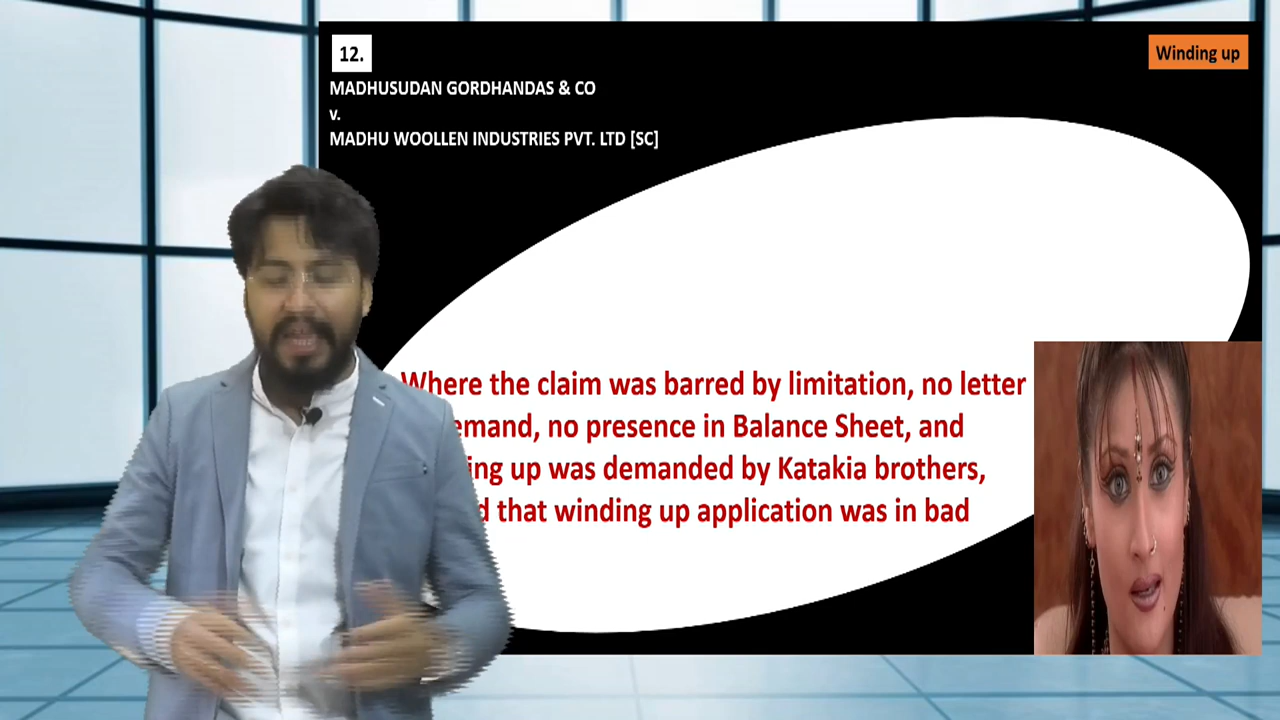 12.
Winding up
MADHUSUDAN GORDHANDAS & CO
v.
MADHU WOOLLEN INDUSTRIES PVT. LTD [SC]
Where the claim was barred by limitation, no letter
emand, no presence in Balance Sheet, and
ing up was demanded by Katakia brothers,
d that winding up application was in bad